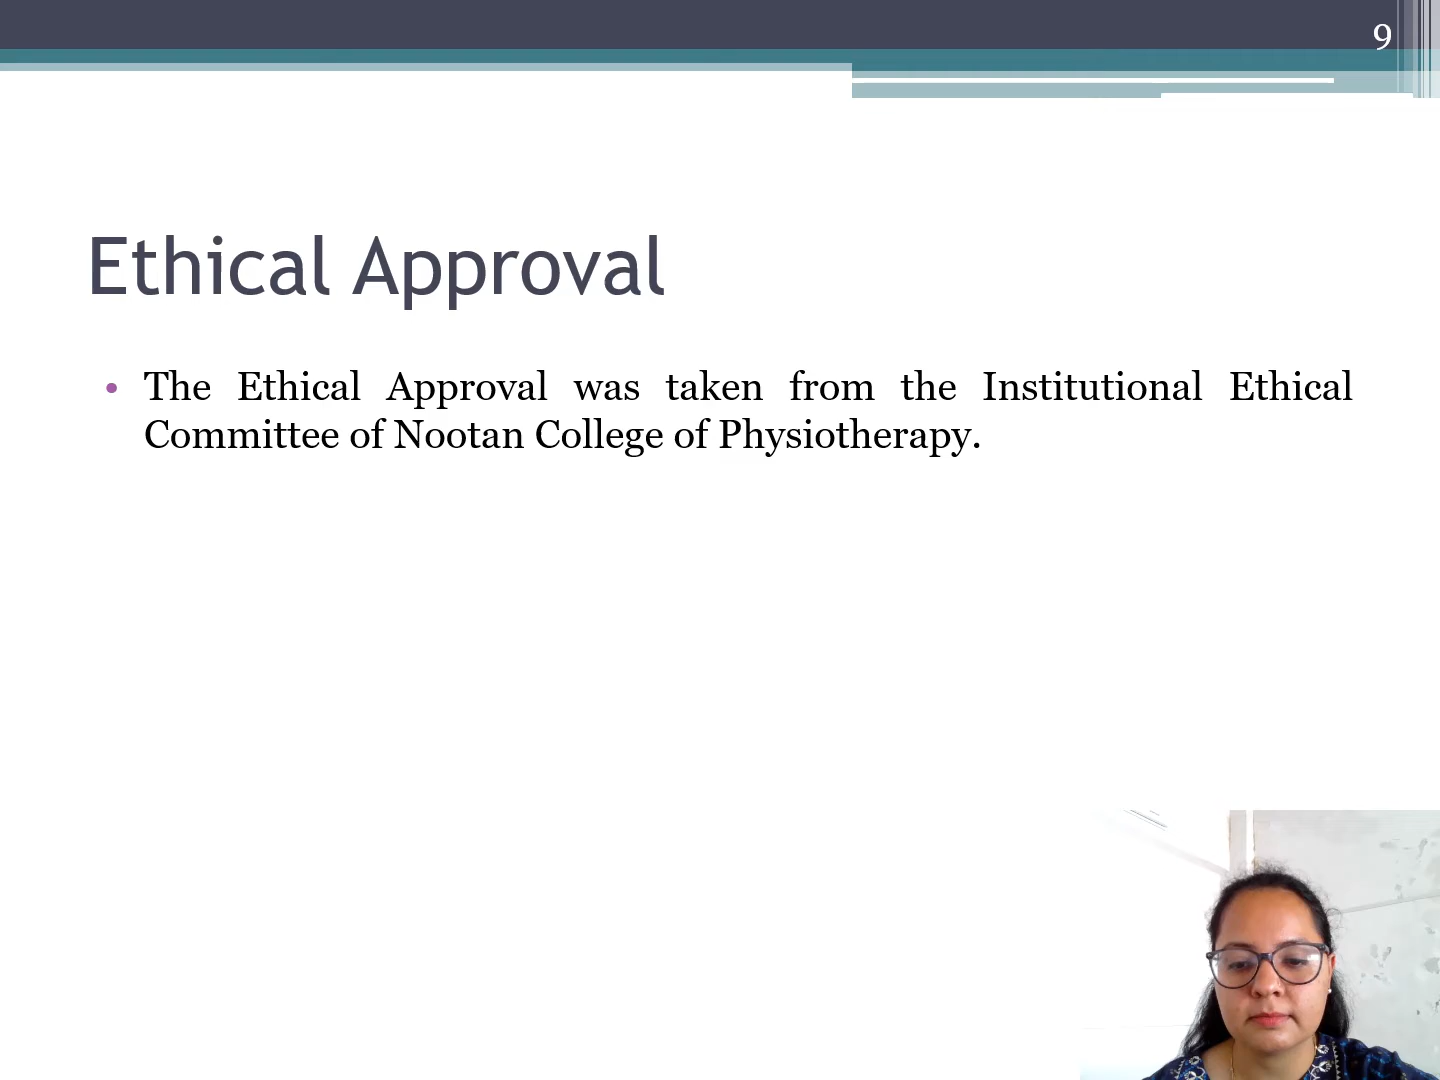 9
Ethical Approval
• The Ethical Approval was taken from the Institutional Ethical
Committee of Nootan College of Physiotherapy.